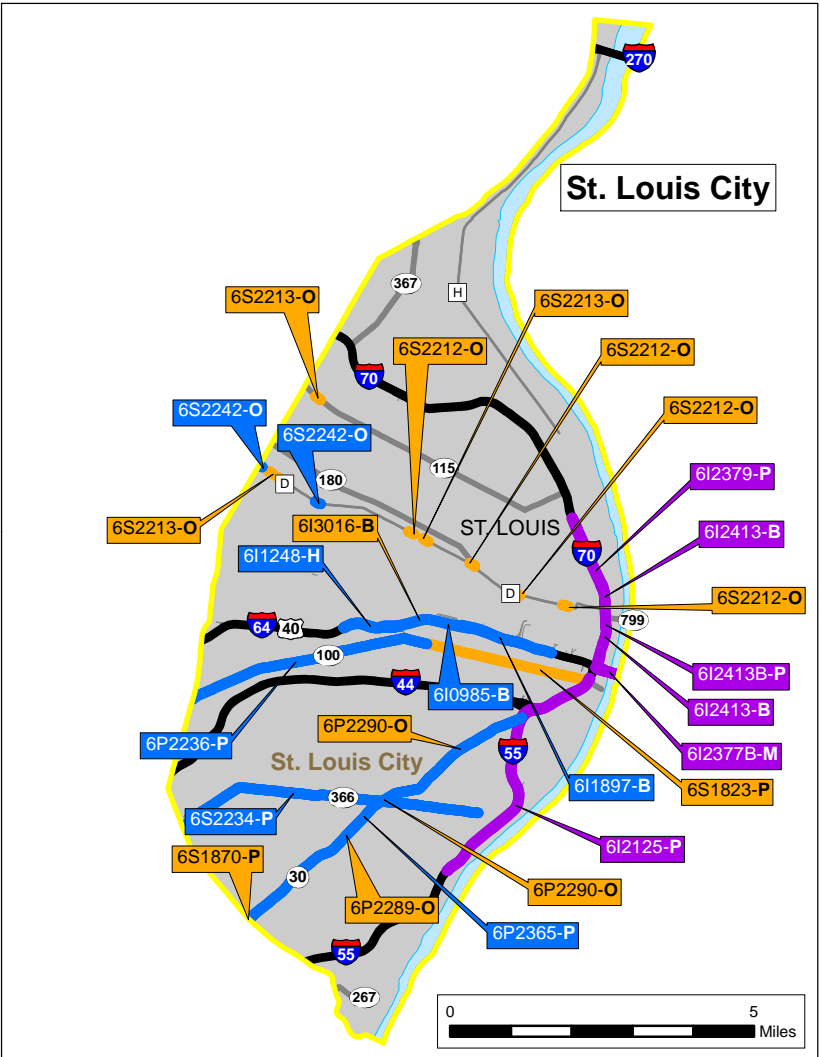 270
St. Louis City
367
H
6S2213-O
6S2213-O
6S2212-O
6S2212-O
70
6S2242-O
6S2242-O
6S2212-O
115
180
D
6I2379-P
6S2213-O
6I3016-B
ST. LOUIS
6I2413-B
6I1248-H
70
D
6S2212-O
64
40
799
100
6I2413B-P
44
6I0985-B
6I2413-B
6P2290-O
6P2236-P
55
6I2377B-M
St. Louis City
6I1897-B
6S1823-P
366
6S2234-P
6I2125-P
6S1870-P
30
6P2290-O
6P2289-O
6P2365-P
55
267
0 5
Miles